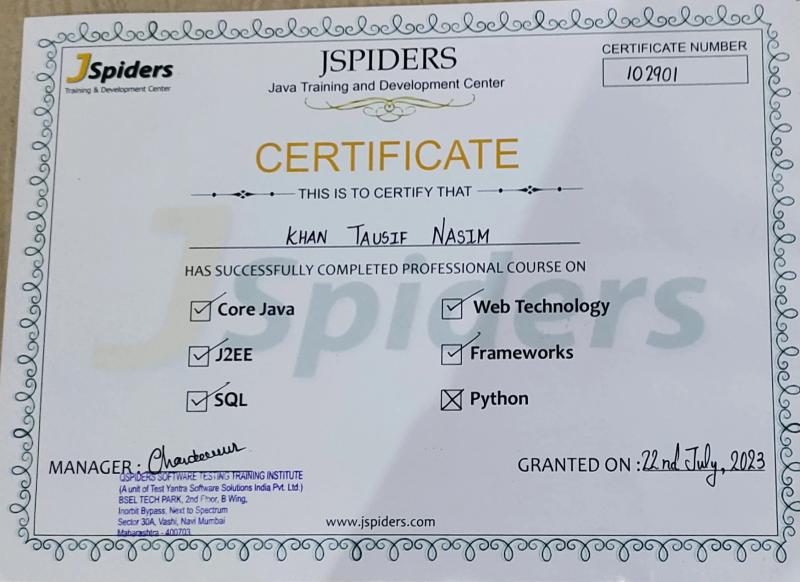 JSpiders
Training & Development Center
JSPIDERS
Java Training and Development Center
CERTIFICATE NUMBER
102901
CERTIFICATE
THIS IS TO CERTIFY THAT
KHAN TAUSIF NASIM
HAS SUCCESSFULLY COMPLETED PROFESSIONAL COURSE ON
JSpiders
Core Java
Web Technology
J2EE
Frameworks
SQL
Python
MANAGER :
GRANTED ON : 22nd July, 2023
QSPIDERS SOFTWARE TESTING TRAINING INSTITUTE
(A unit of Test Yantra Software Solutions India Pvt. Ltd.)
BSEL TECH PARK, 2nd Floor, B Wing,
Inorbit Bypass, Next to Spectrum
Sector 30A, Vashi, Navi Mumbai
Maharashtra - 400703
www.jspiders.com